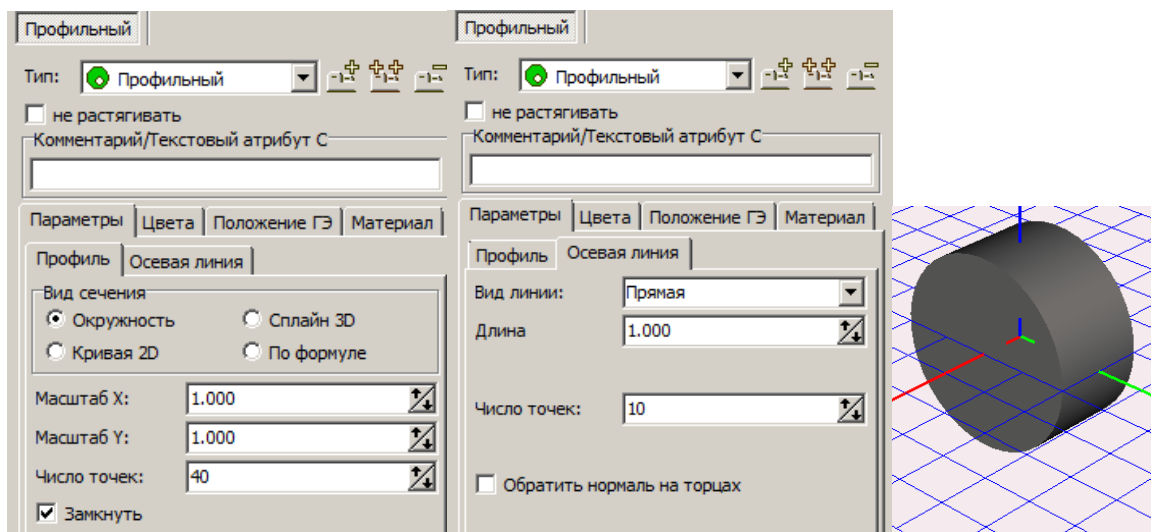 Профильный
Тип: Профильный
не растягивать
Комментарий/Текстовый атрибут C
Параметры Цвета Положение ГЭ Материал
Профиль Осевая линия
Вид сечения
Окружность Сплайн 3D
Кривая 2D По формуле
Масштаб X: 1.000
Масштаб Y: 1.000
Число точек: 40
Замкнуть
Профильный
Тип: Профильный
не растягивать
Комментарий/Текстовый атрибут C
Параметры Цвета Положение ГЭ Материал
Профиль Осевая линия
Вид линии: Прямая
Длина 1.000
Число точек: 10
Обратить нормаль на торцах